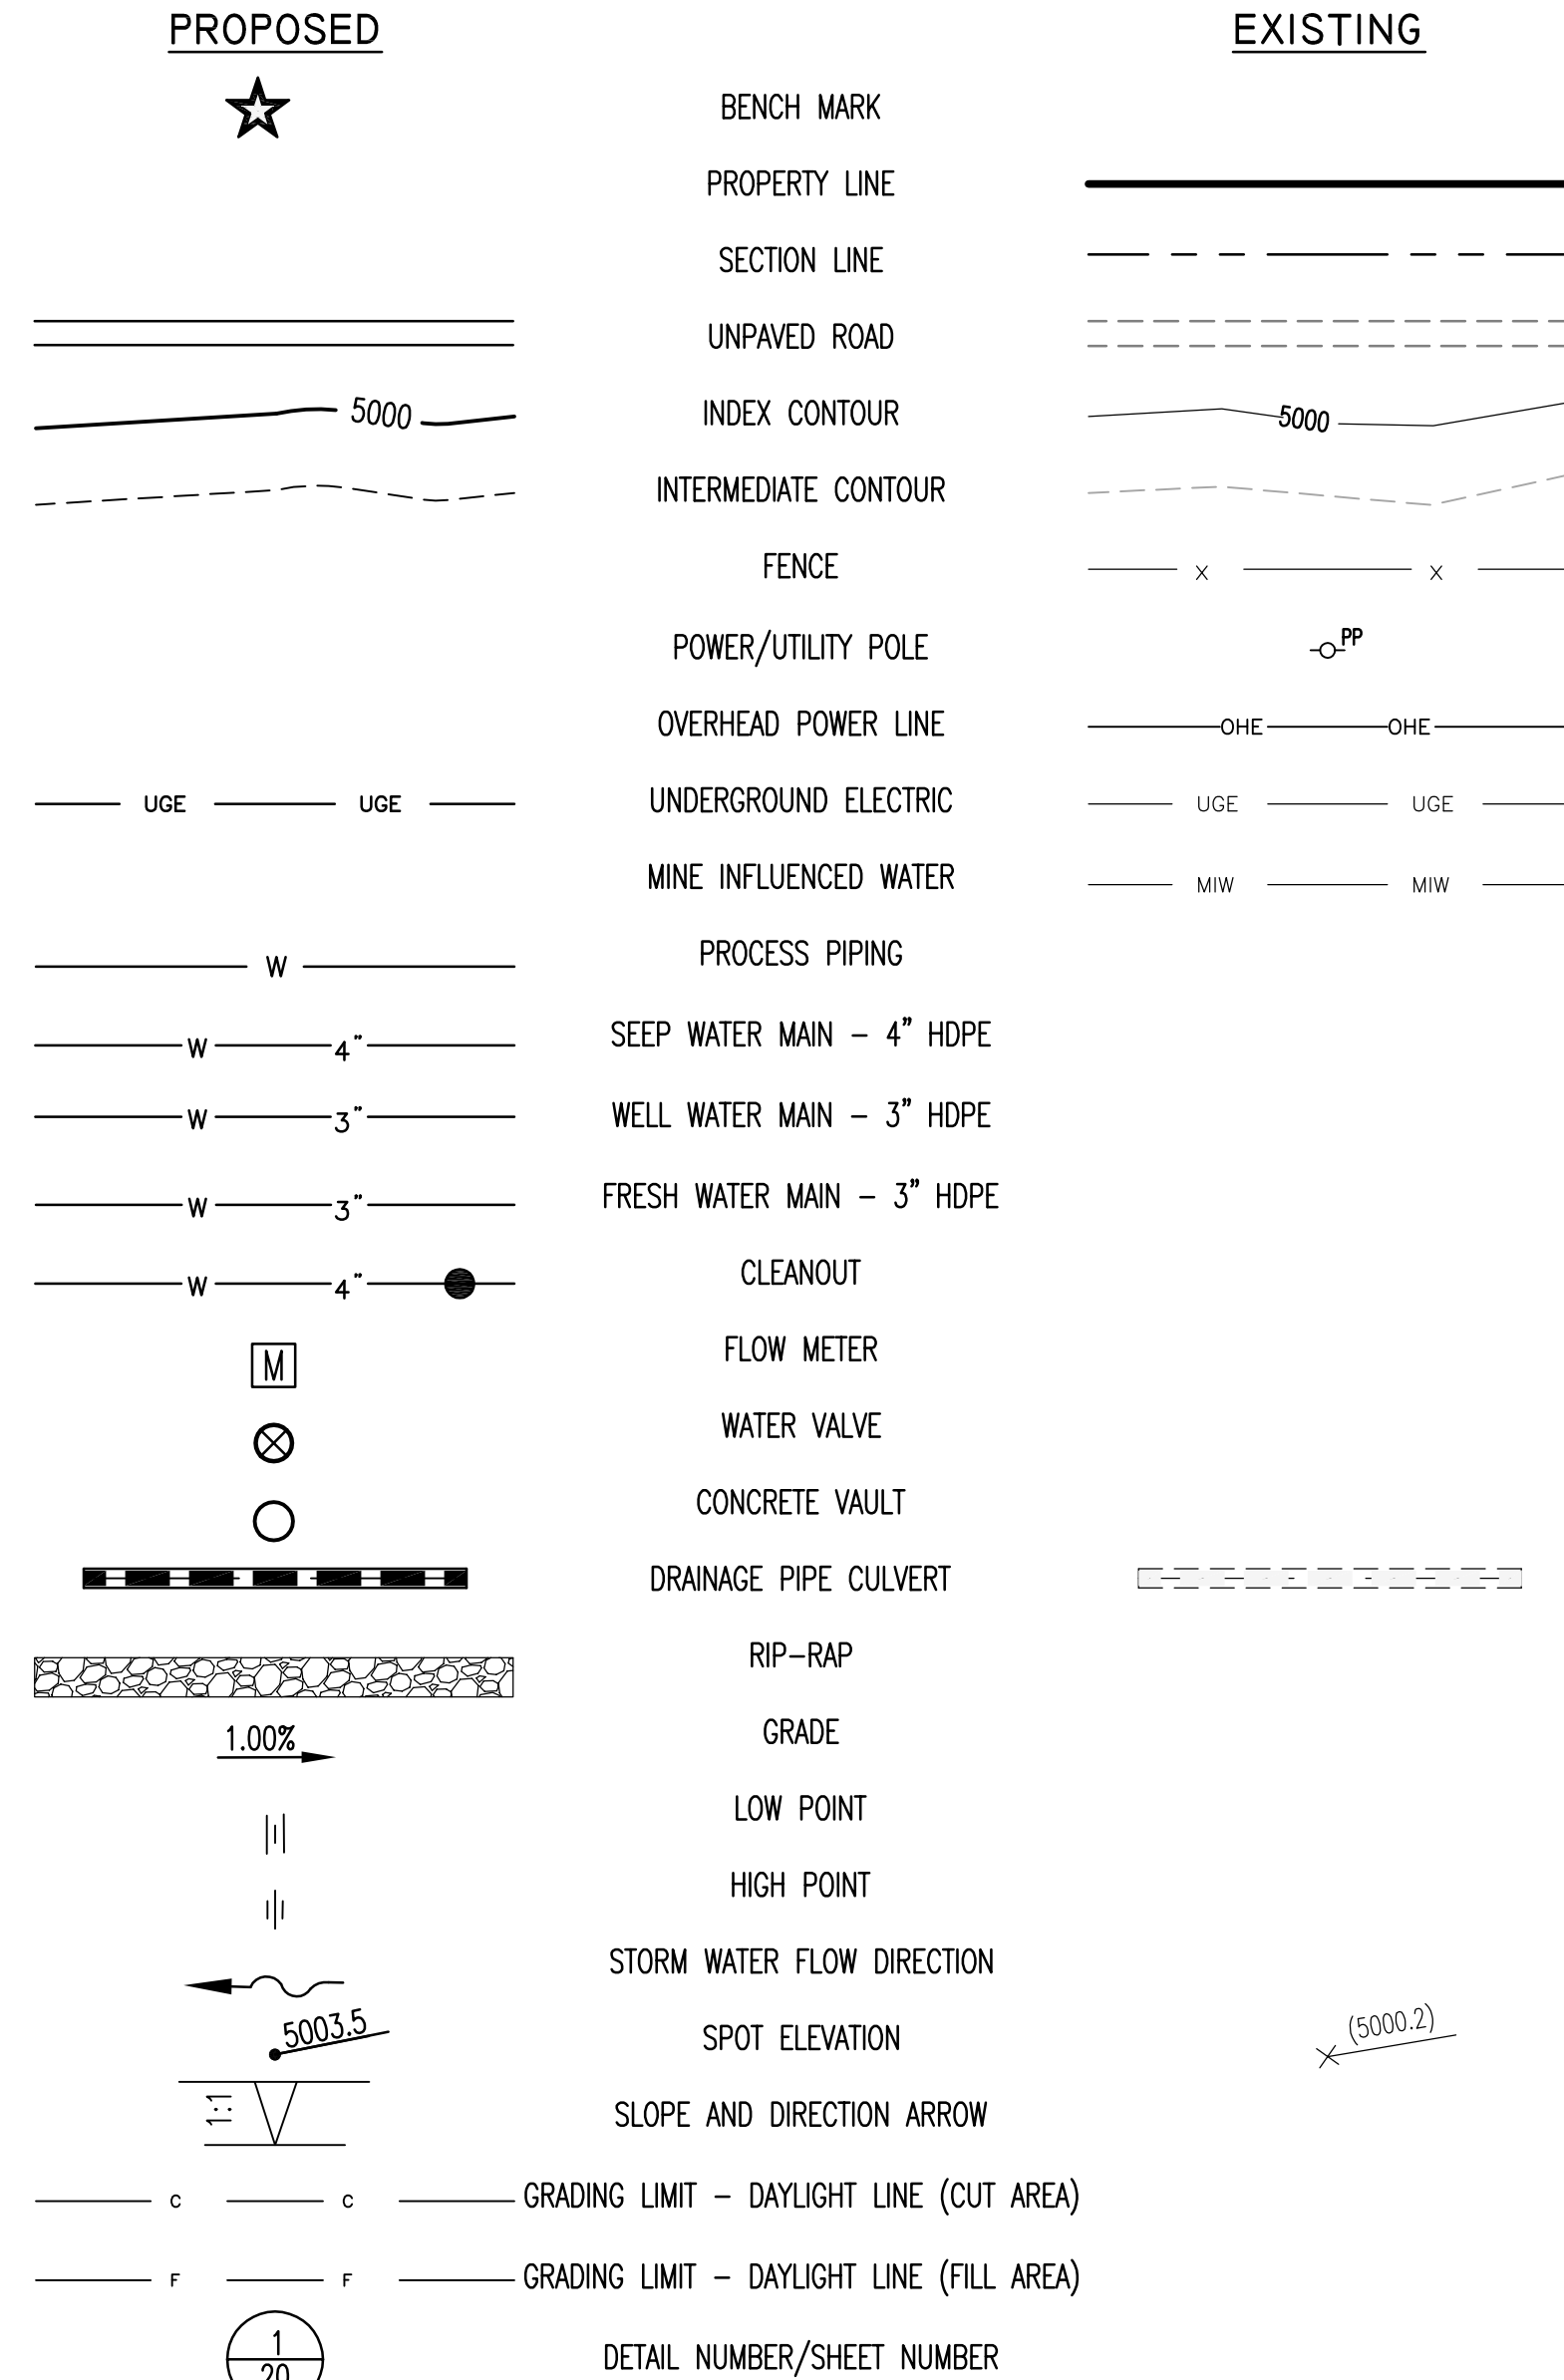 PROPOSED EXISTING
BENCH MARK
PROPERTY LINE
SECTION LINE
UNPAVED ROAD
5000 INDEX CONTOUR 5000
INTERMEDIATE CONTOUR
FENCE X X
POWER/UTILITY POLE PP
OVERHEAD POWER LINE OHE OHE
UGE UGE UNDERGROUND ELECTRIC UGE UGE
MINE INFLUENCED WATER MIW MIW
W PROCESS PIPING
W 4" SEEP WATER MAIN - 4" HDPE
W 3" WELL WATER MAIN - 3" HDPE
W 3" FRESH WATER MAIN - 3" HDPE
W 4" CLEANOUT
M FLOW METER
WATER VALVE
CONCRETE VAULT
DRAINAGE PIPE CULVERT
RIP-RAP
1.00% GRADE
LOW POINT
HIGH POINT
STORM WATER FLOW DIRECTION
5003.5 SPOT ELEVATION (5000.2)
1:1 SLOPE AND DIRECTION ARROW
C C GRADING LIMIT - DAYLIGHT LINE (CUT AREA)
F F GRADING LIMIT - DAYLIGHT LINE (FILL AREA)
1 DETAIL NUMBER/SHEET NUMBER
20